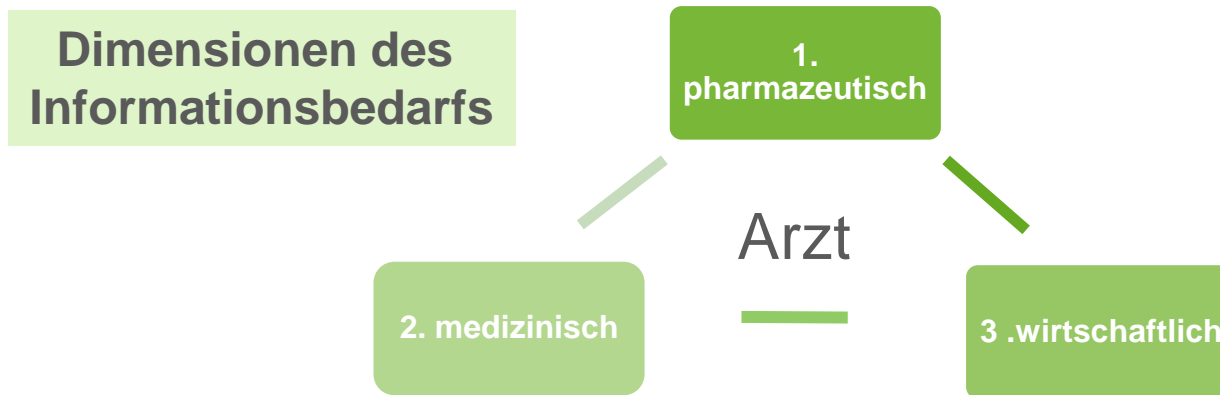 Dimensionen des
Informationsbedarfs
1.
pharmazeutisch
Arzt
2. medizinisch
3 .wirtschaftlich